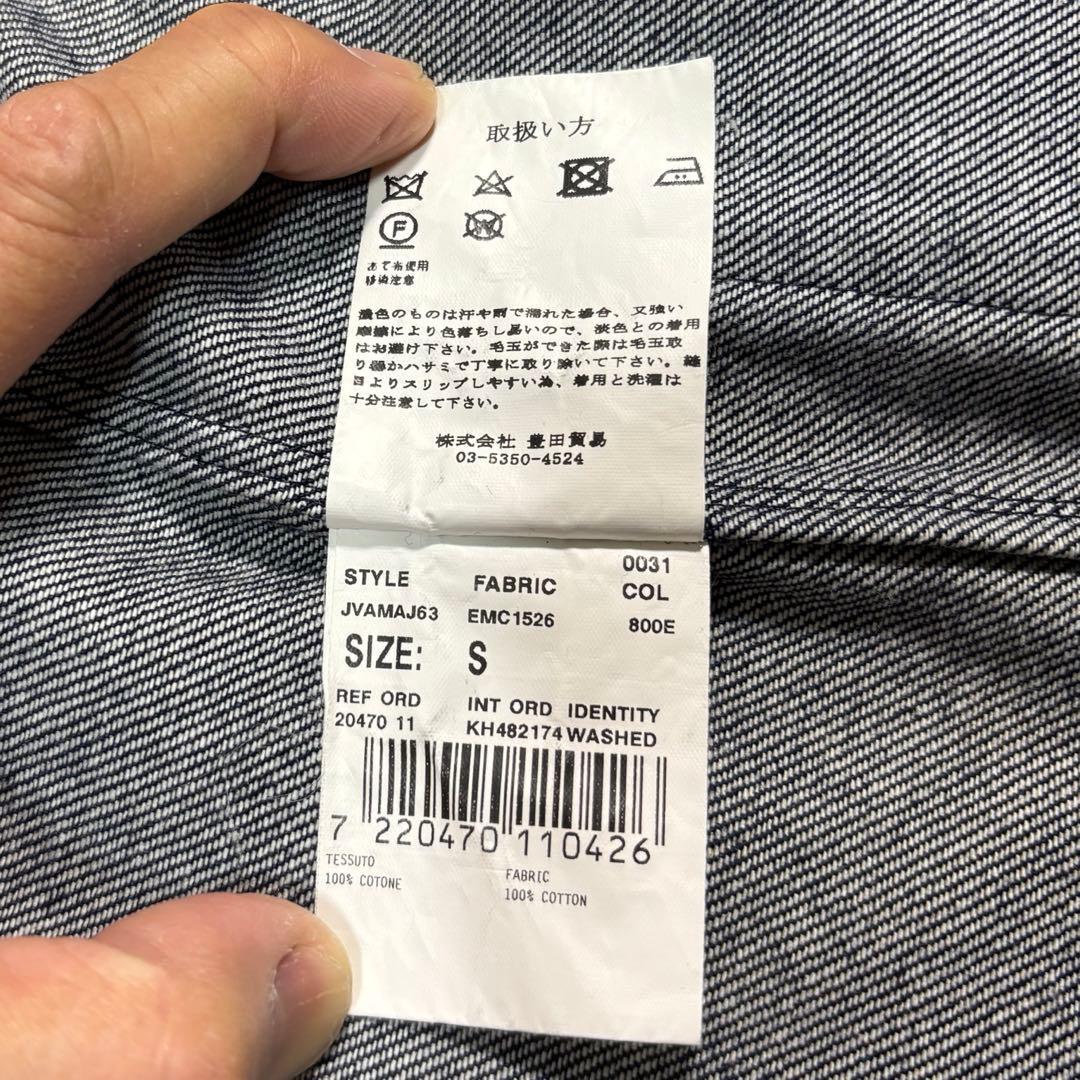 取扱い方
F
W
あて布使用
移染注意
濃色のものは汗や雨で濡れた場合、又強い
摩擦により色落ちし易いので、淡色との着用
はお避け下さい。毛玉ができた際は毛玉取
り器かハサミで丁寧に取り除いて下さい。縫
目よりスリップしやすい為、着用と洗濯は
十分注意して下さい。
株式会社 豊田貿易
03-5350-4524
0031
STYLE FABRIC COL
JVAMAJ63 EMC1526 800E
SIZE: S
REF ORD INT ORD IDENTITY
20470 11 KH482174 WASHED
7 220470 110426
TESSUTO FABRIC
100% COTONE 100% COTTON